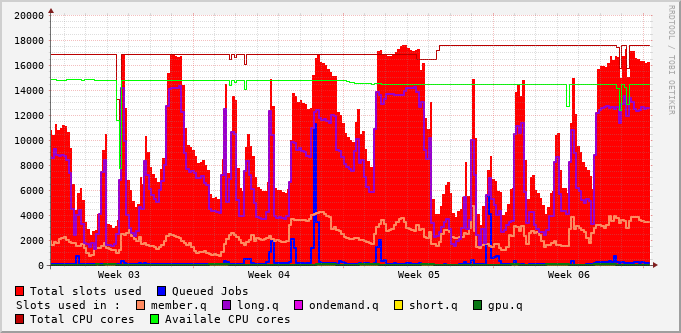 20000
18000
16000
14000
12000
10000
8000
6000
4000
2000
0
Week 03 Week 04 Week 05 Week 06
RRDTOOL / TOBI OETIKER
Total slots used Queued Jobs
Slots used in : member.q long.q ondemand.q short.q gpu.q
Total CPU cores Availale CPU cores